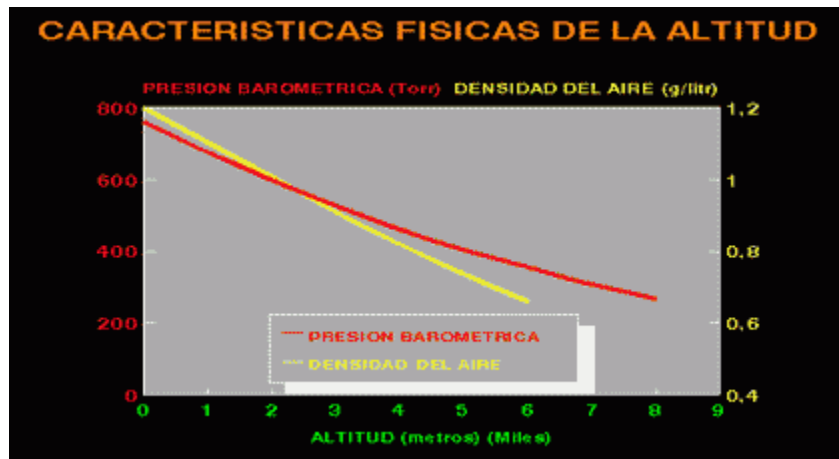 CARACTERISTICAS FISICAS DE LA ALTITUD
PRESION BAROMETRICA (Torr) DENSIDAD DEL AIRE (g/litr)
800 1,2
600 1
400 0,8
200 0,6
PRESION BAROMETRICA
DENSIDAD DEL AIRE
0 0,4
0 1 2 3 4 5 6 7 8 9
ALTITUD (metros) (Miles)